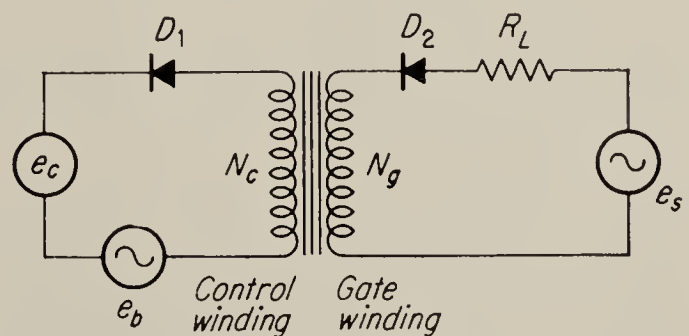 D1
D2
RL
ec
Nc
Ng
es
eb
Control winding
Gate winding